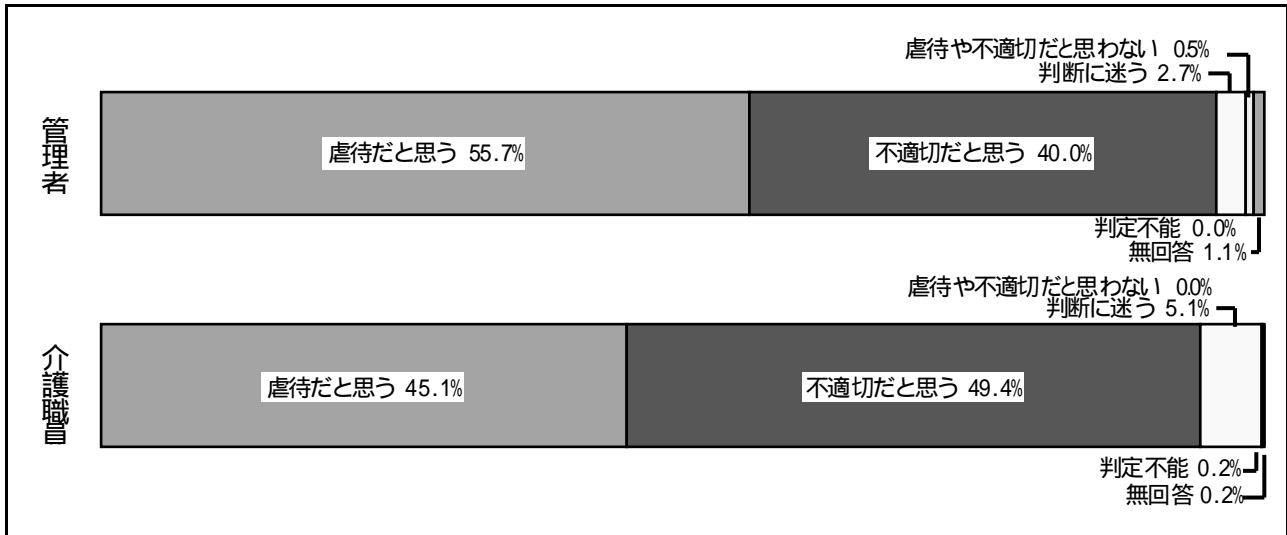 虐待や不適切だと思わない 0.5%
判断に迷う 2.7%
管理者
虐待だと思う 55.7%
不適切だと思う 40.0%
判定不能 0.0%
無回答 1.1%
虐待や不適切だと思わない 0.0%
判断に迷う 5.1%
介護職員
虐待だと思う 45.1%
不適切だと思う 49.4%
判定不能 0.2%
無回答 0.2%